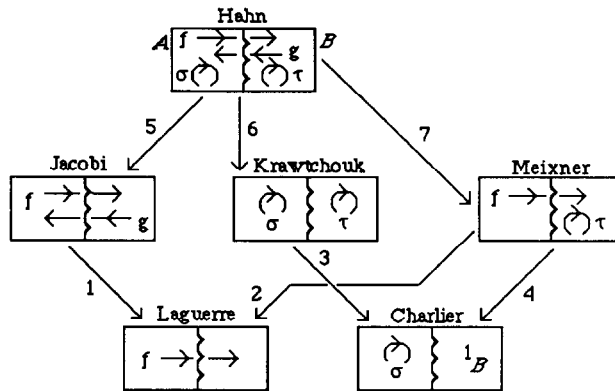 Hahn
A f B
g
σ τ
5 6 7
Jacobi Krawtchouk Meixner
f g
σ τ
f τ
1 3 2 4
Laguerre Charlier
f
σ 1B